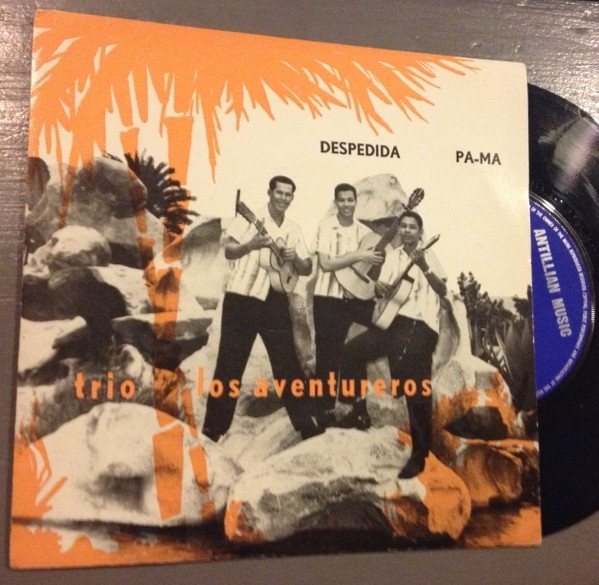 DESPEDIDA PA-MA
trio los aventureros
ANTILLIAN MUSIC